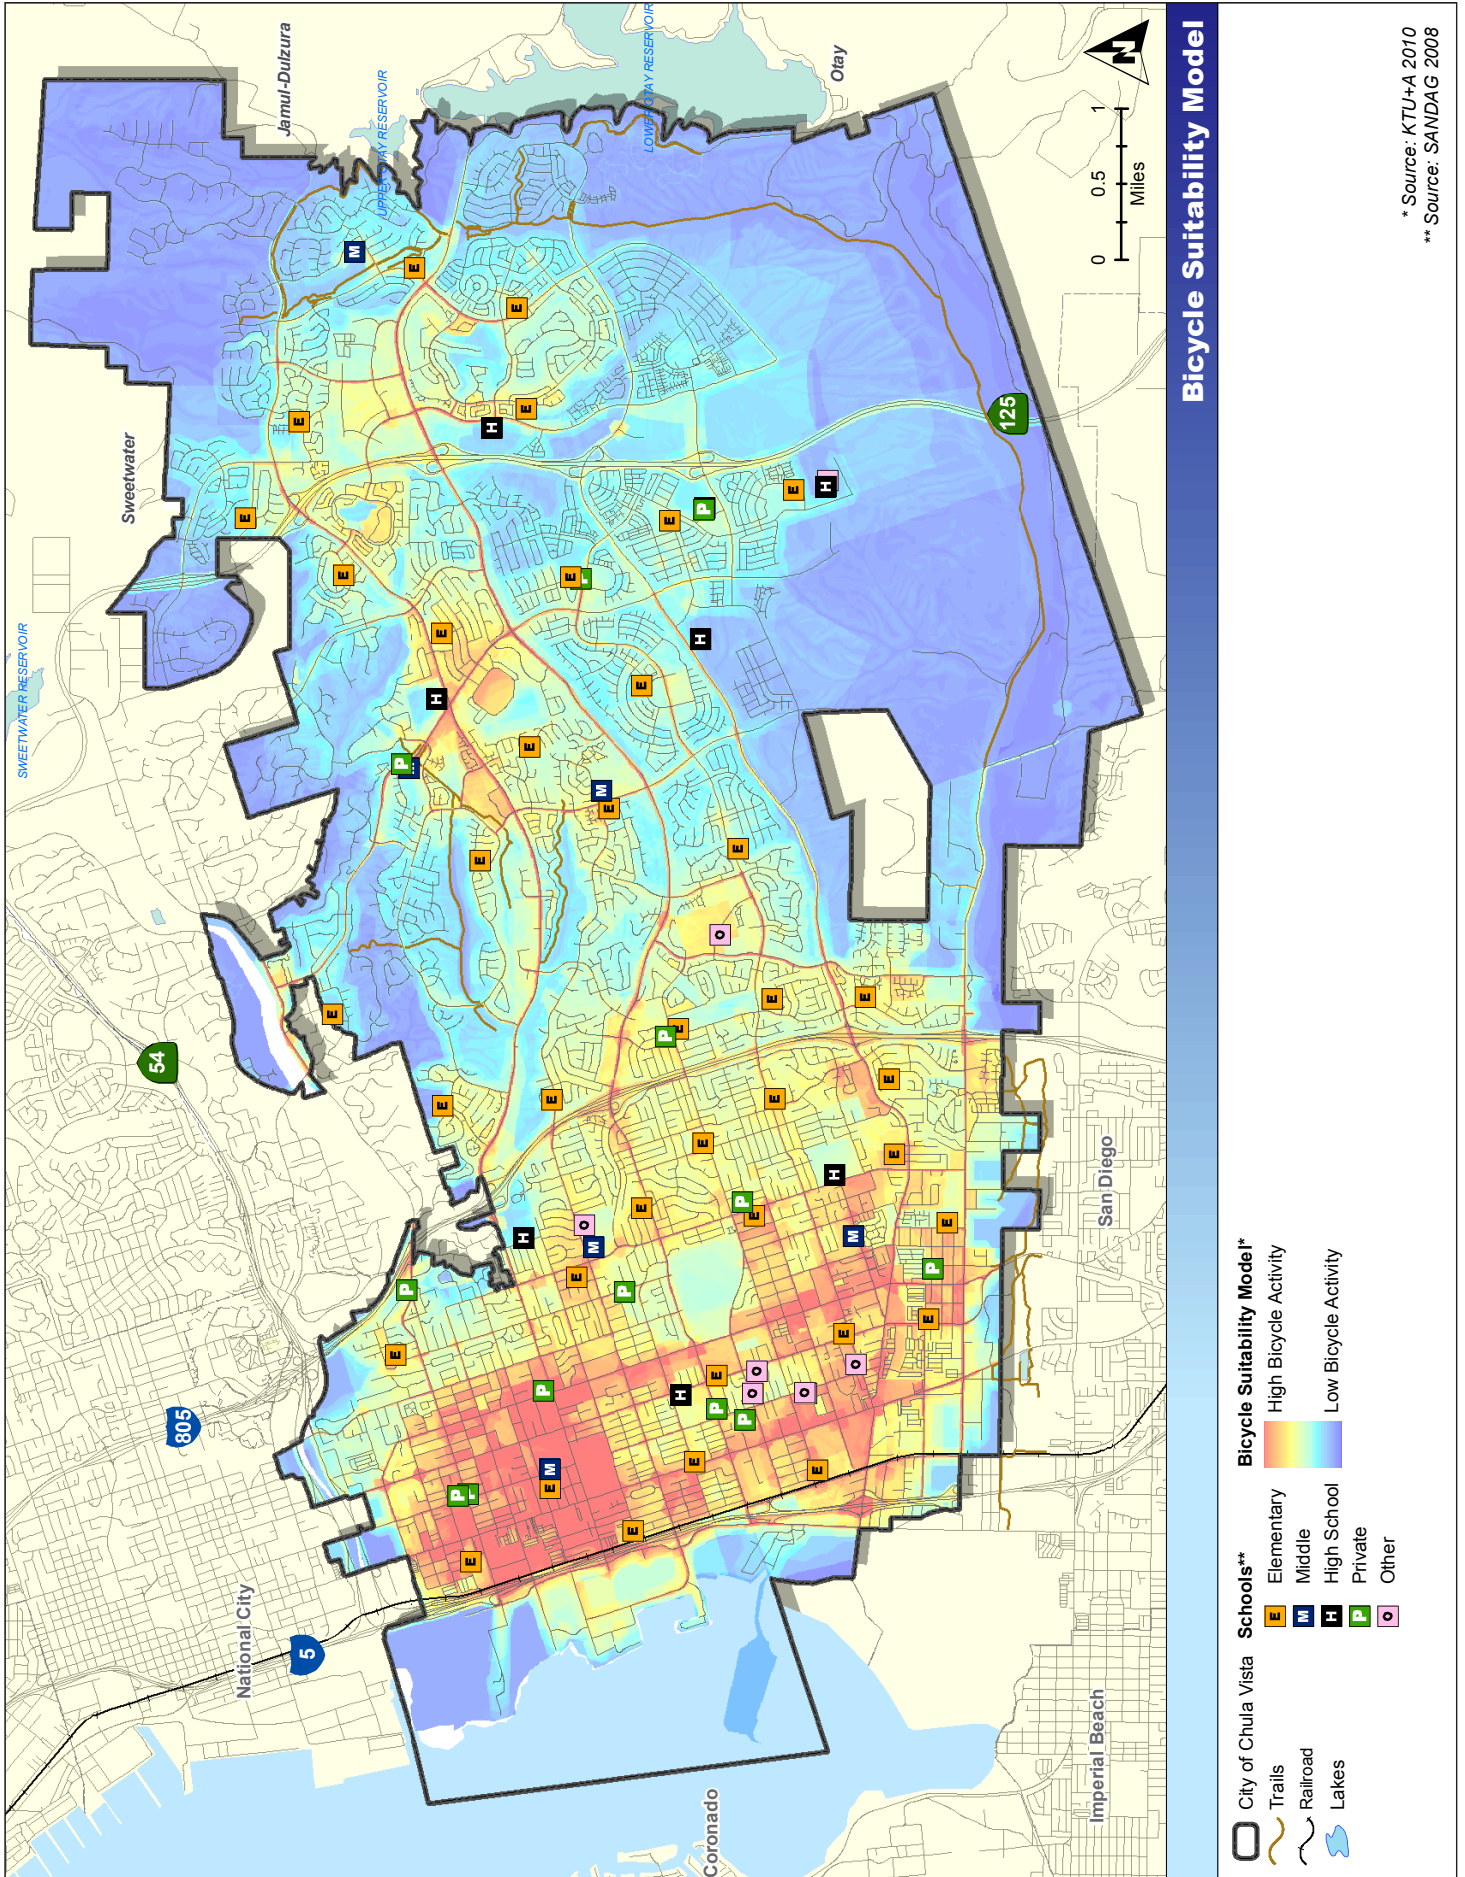 Bicycle Suitability Model
SWEETWATER RESERVOIR
Sweetwater
Jamul-Dulzura
UPPER OTAY RESERVOIR
LOWER OTAY RESERVOIR
Otay
National City
Coronado
Imperial Beach
San Diego
5
805
54
125
N
0 0.5 1
Miles
City of Chula Vista
Trails
Railroad
Lakes
Schools**
E Elementary
M Middle
H High School
P Private
O Other
Bicycle Suitability Model*
High Bicycle Activity
Low Bicycle Activity
* Source: KTU+A 2010
** Source: SANDAG 2008